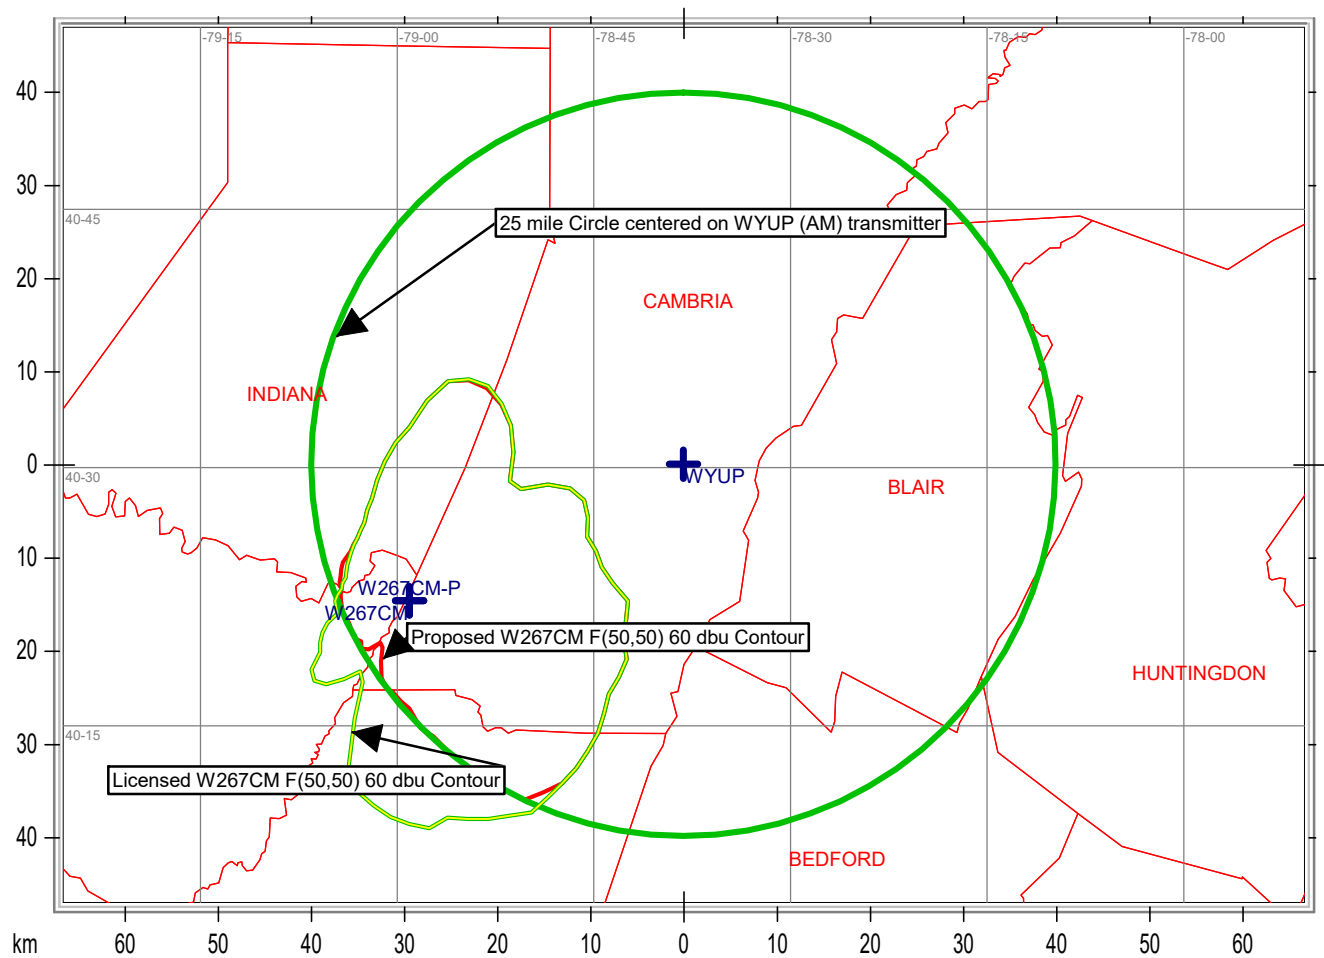 -79-15 -79-00 -78-45 -78-30 -78-15 -78-00
40
30
40-45
25 mile Circle centered on WYUP (AM) transmitter
20
CAMBRIA
10
INDIANA
0
40-30
WYUP
BLAIR
10
W267CM-P
W267CM
Proposed W267CM F(50,50) 60 dbu Contour
20
HUNTINGDON
30
40-15
Licensed W267CM F(50,50) 60 dbu Contour
40
BEDFORD
km 60 50 40 30 20 10 0 10 20 30 40 50 60